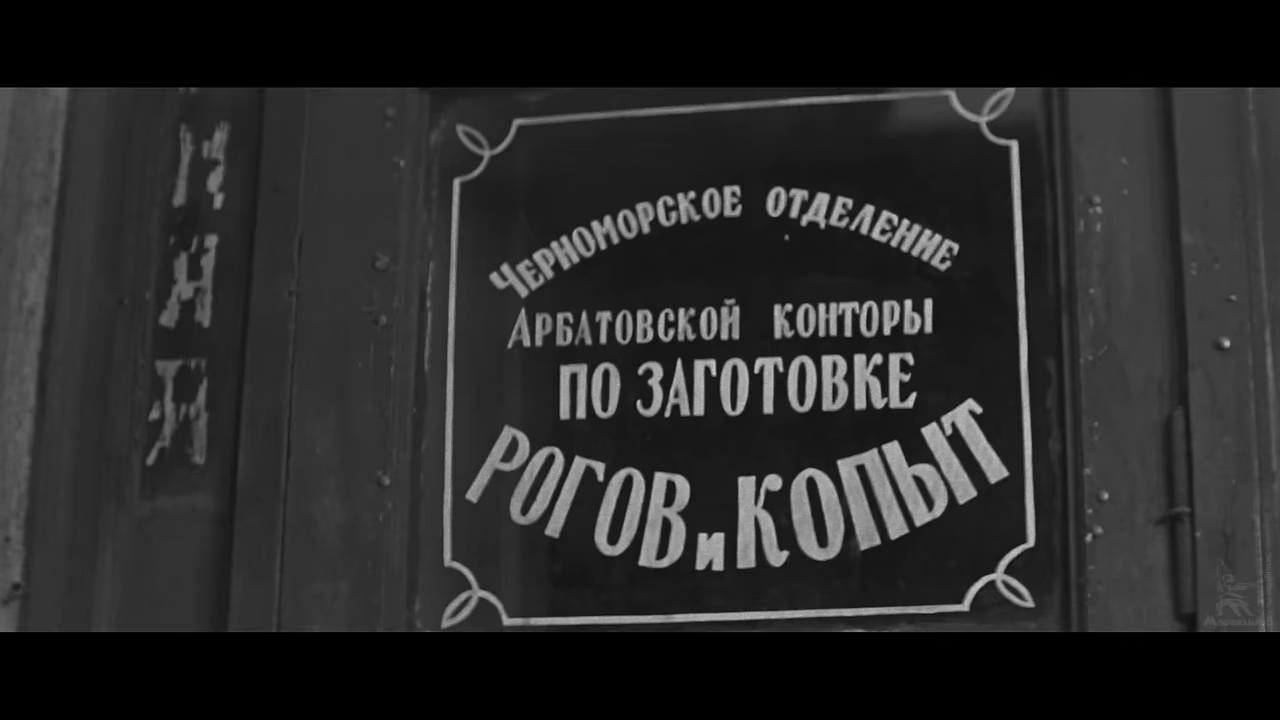 ЧЕРНОМОРСКОЕ ОТДЕЛЕНИЕ
АРБАТОВСКОЙ КОНТОРЫ
ПО ЗАГОТОВКЕ
РОГОВ и КОПЫТ